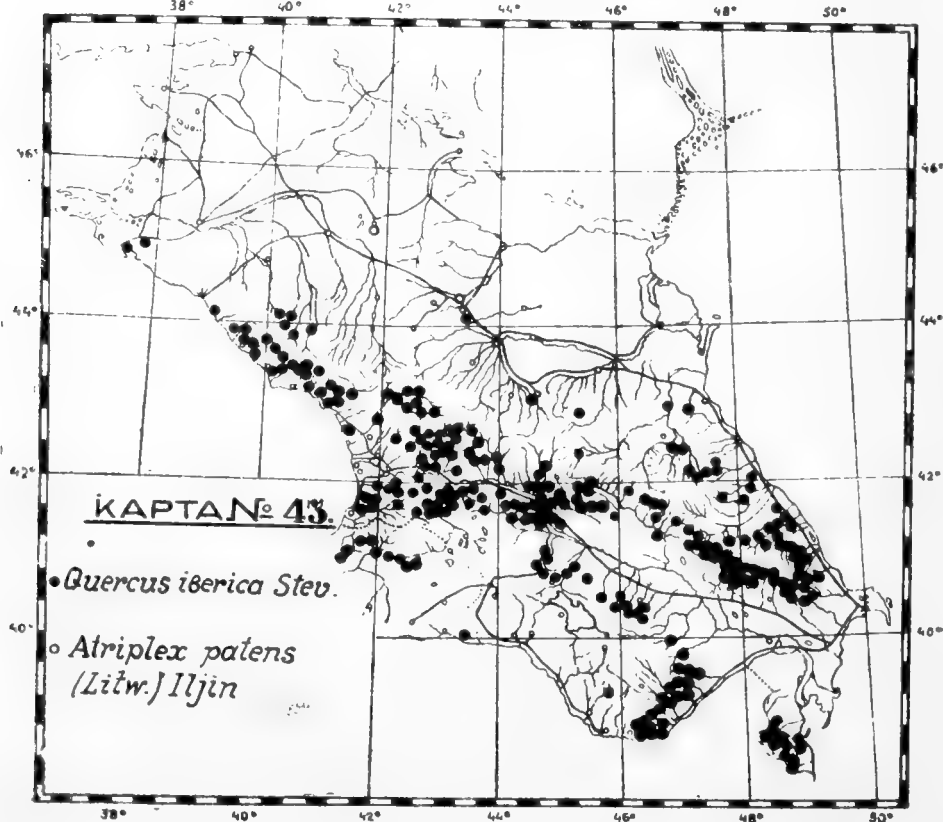 38° 40° 42° 44° 46° 48° 50°
46° 46°
44° 44°
42° 42°
КАРТА № 43.
Quercus iberica Stev.
40° 40°
Atriplex patens
(Litw.) Iljin
38° 40° 42° 44° 46° 48° 50°